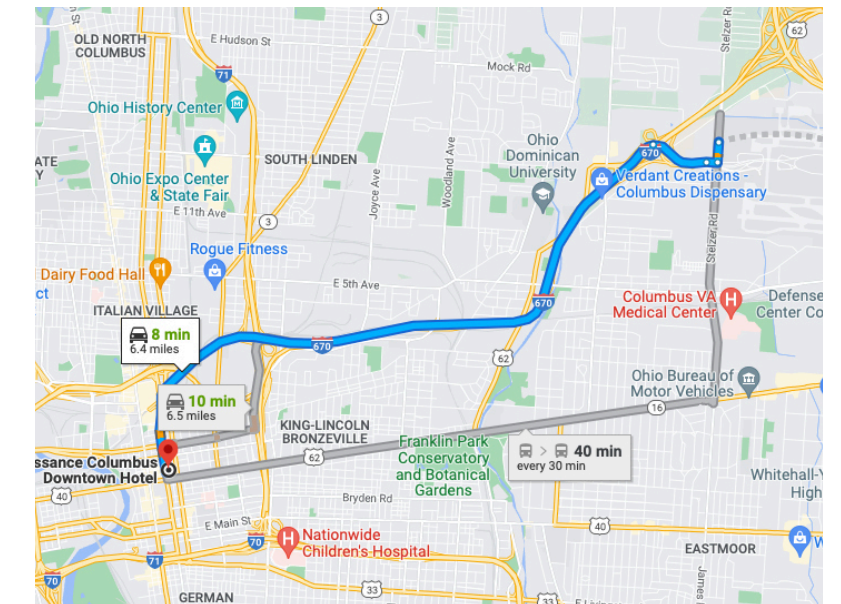 3
62
Stelzer Rd
OLD NORTH
COLUMBUS
E Hudson St
71
Mock Rd
Ohio History Center
Woodland Ave
Ohio
Dominican
University
670
SOUTH LINDEN
Joyce Ave
Ohio Expo Center
& State Fair
Verdant Creations -
Columbus Dispensary
E 11th Ave
3
Stelzer Rd
Rogue Fitness
Dairy Food Hall
E 5th Ave
670
Columbus VA
Medical Center
Defense
Center Co
ITALIAN VILLAGE
8 min
6.4 miles
670
62
Ohio Bureau of
Motor Vehicles
10 min
6.5 miles
16
KING-LINCOLN
BRONZEVILLE
Franklin Park
Conservatory
and Botanical
Gardens
40 min
every 30 min
ssance Columbus
Downtown Hotel
62
40
Bryden Rd
Whitehall-Y
High
E Main St
40
70
Nationwide
Children's Hospital
EASTMOOR
71
70
33
GERMAN
33
James
E Livin